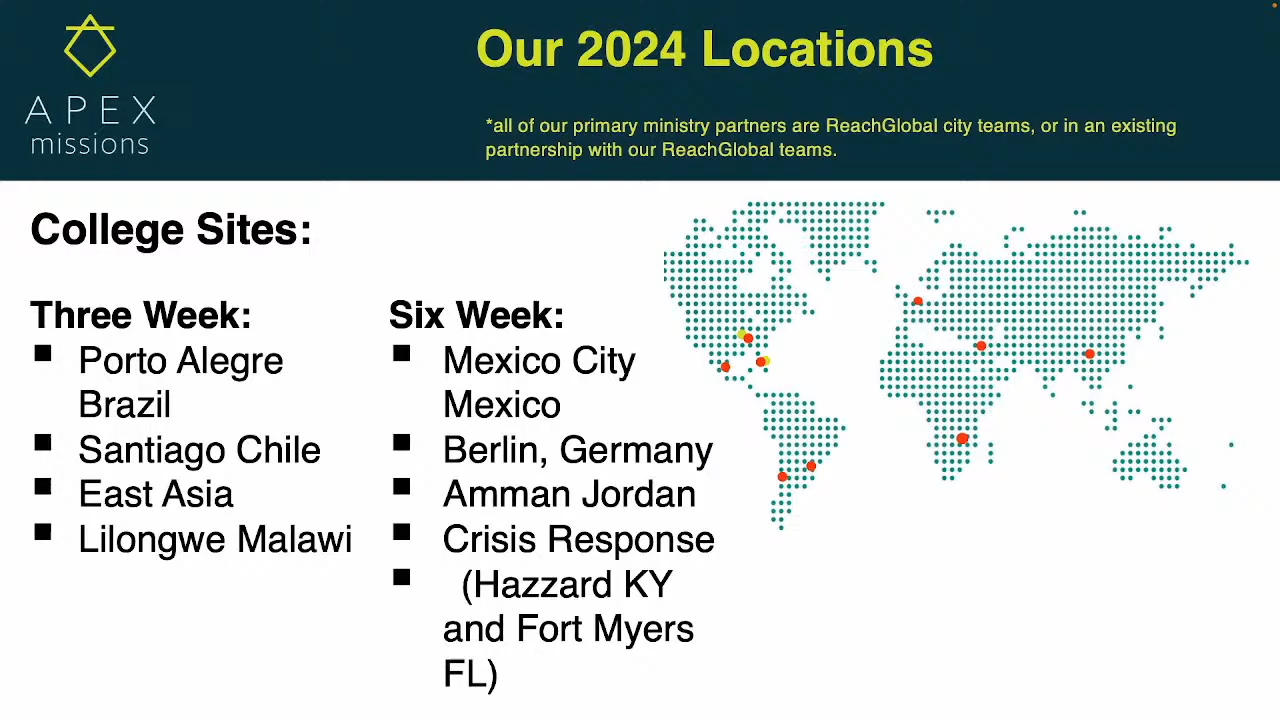 APEX
missions
Our 2024 Locations
*all of our primary ministry partners are ReachGlobal city teams, or in an existing
partnership with our ReachGlobal teams.
College Sites:
Three Week:
Porto Alegre
Brazil
Santiago Chile
East Asia
Lilongwe Malawi
Six Week:
Mexico City
Mexico
Berlin, Germany
Amman Jordan
Crisis Response
(Hazzard KY
and Fort Myers
FL)